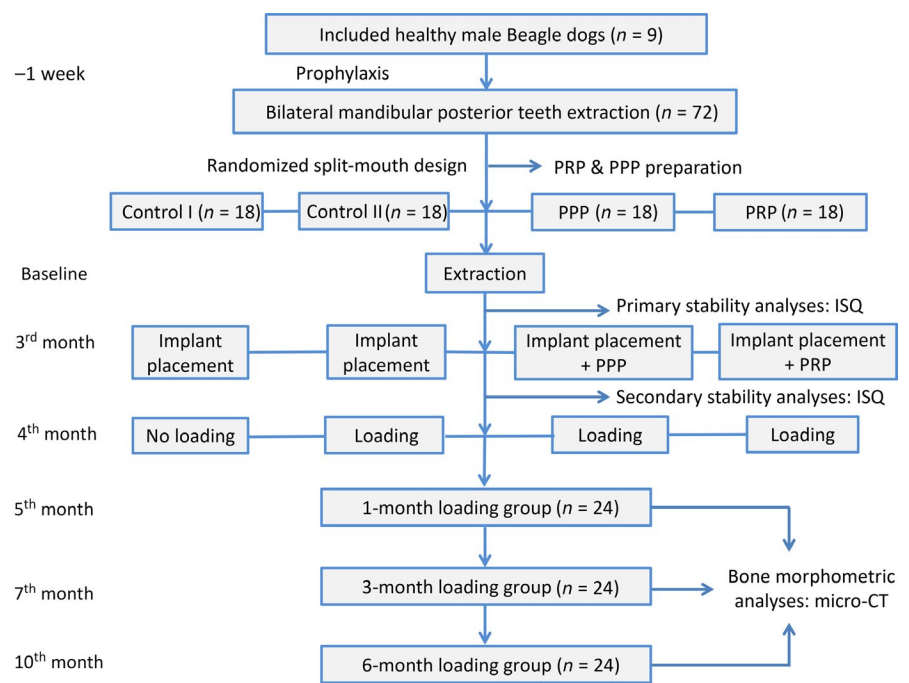 Included healthy male Beagle dogs (n = 9)
–1 week
Prophylaxis
Bilateral mandibular posterior teeth extraction (n = 72)
Randomized split-mouth design
PRP & PPP preparation
Control I (n = 18)
Control II (n = 18)
PPP (n = 18)
PRP (n = 18)
Baseline
Extraction
Primary stability analyses: ISQ
3rd month
Implant
placement
Implant
placement
Implant placement
+ PPP
Implant placement
+ PRP
Secondary stability analyses: ISQ
4th month
No loading
Loading
Loading
Loading
5th month
1-month loading group (n = 24)
7th month
3-month loading group (n = 24)
Bone morphometric
analyses: micro-CT
10th month
6-month loading group (n = 24)